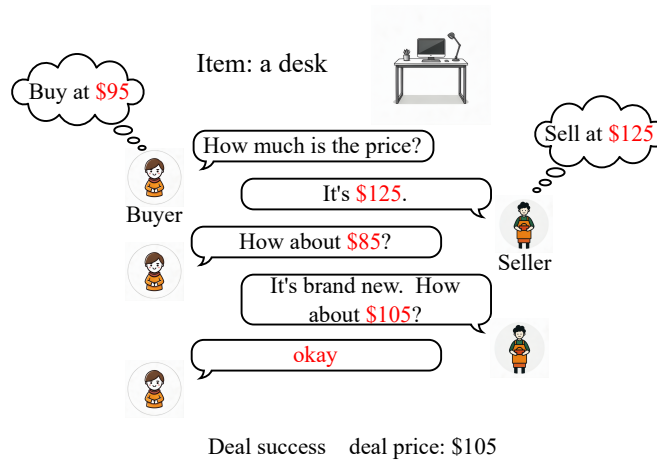 Item: a desk
Buy at $95
Sell at $125
How much is the price?
It's $125.
Buyer
How about $85?
Seller
It's brand new. How
about $105?
okay
Deal success deal price: $105